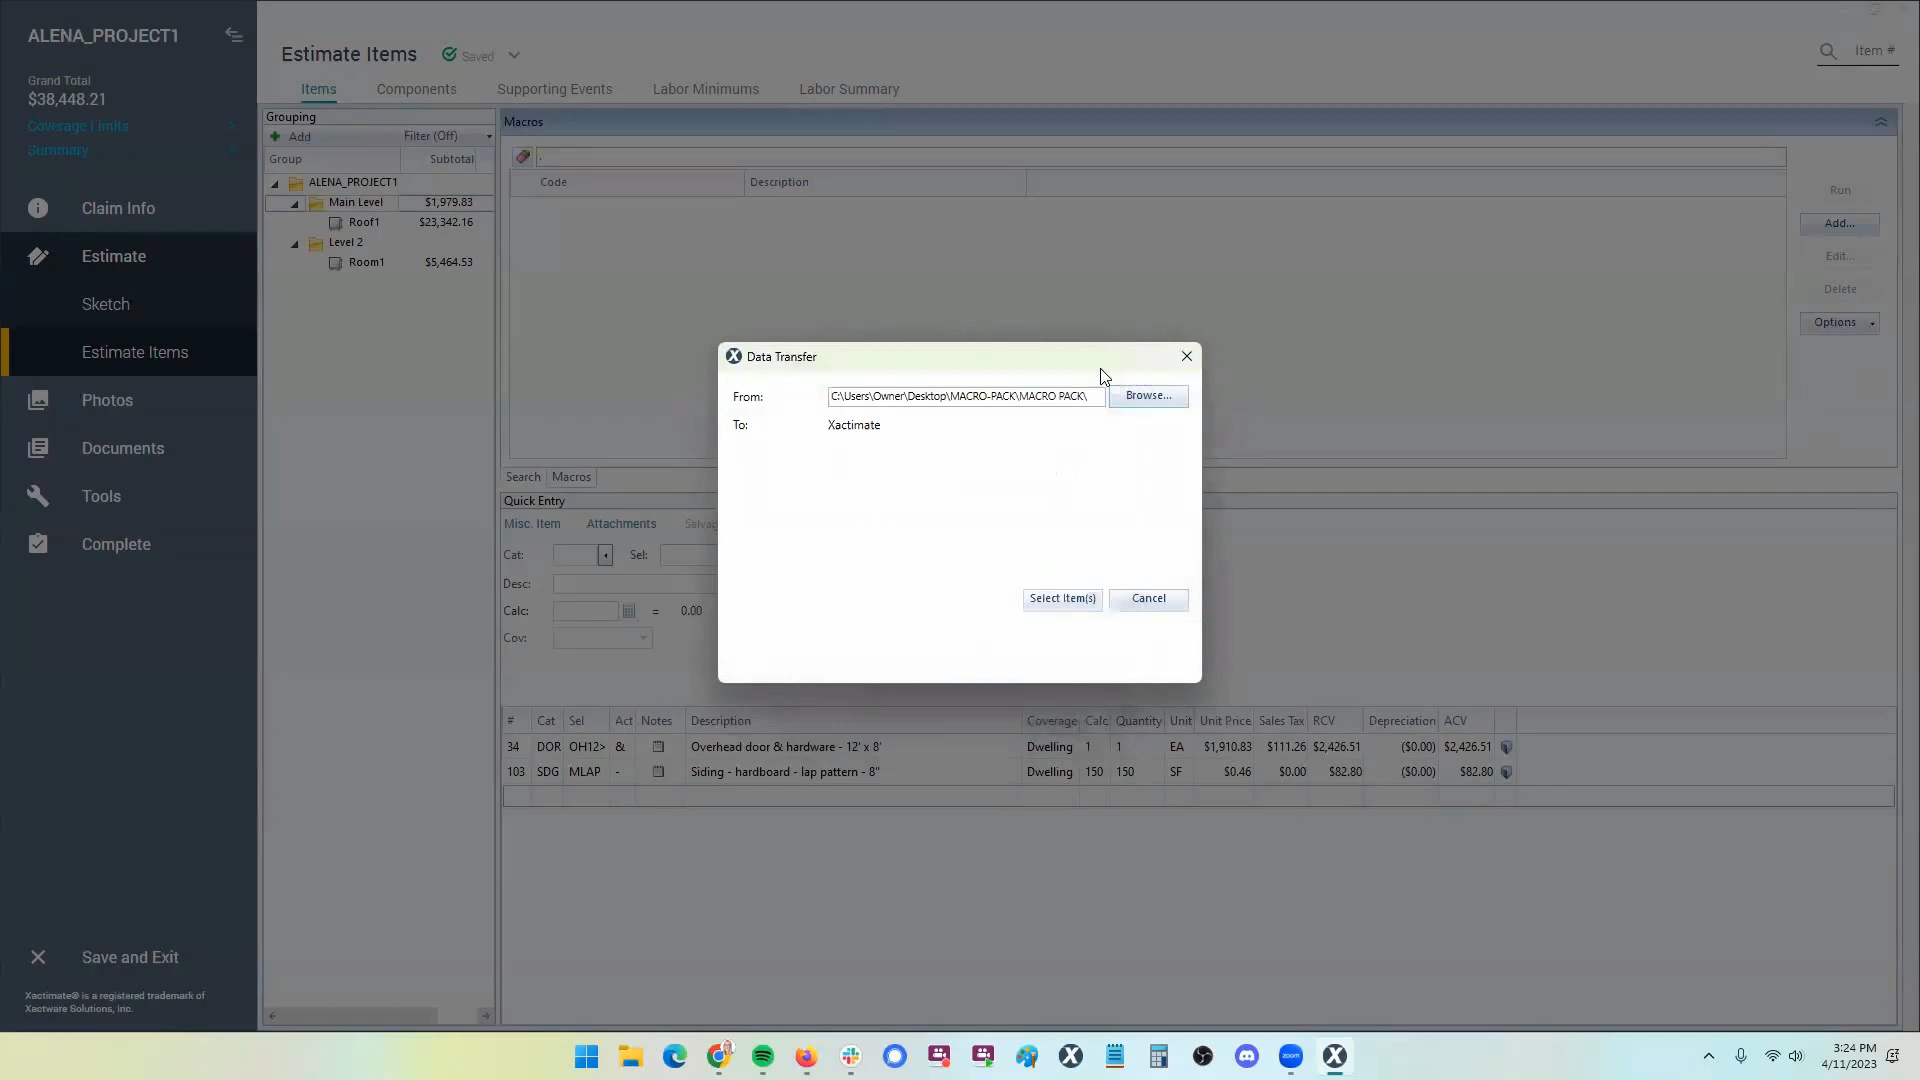 ALENA_PROJECT1
Grand Total
$38,448.21
Coverage Limits >
Summary >
Claim Info
Estimate
Sketch
Estimate Items
Photos
Documents
Tools
Complete
Save and Exit
Xactimate® is a registered trademark of
Xactware Solutions, Inc.
Estimate Items Saved
Item #
Items Components Supporting Events Labor Minimums Labor Summary
Grouping
Add Filter (Off)
Group Subtotal
ALENA_PROJECT1
Main Level $1,979.83
Roof1 $23,342.16
Level 2
Room1 $5,464.53
Macros
Code Description
Run
Add...
Edit...
Delete
Options
Data Transfer
From: C:\Users\Owner\Desktop\MACRO-PACK\MACRO PACK\ Browse...
To: Xactimate
Select Item(s) Cancel
Search Macros
Quick Entry
Misc. Item Attachments
Cat: Sel:
Desc:
Calc: = 0.00
Cov:
# Cat Sel Act Notes Description Coverage Calc Quantity Unit Unit Price Sales Tax RCV Depreciation ACV
34 DOR OH12> & Overhead door & hardware - 12' x 8' Dwelling 1 1 EA $1,910.83 $111.26 $2,426.51 ($0.00) $2,426.51
103 SDG MLAP - Siding - hardboard - lap pattern - 8" Dwelling 150 150 SF $0.46 $0.00 $82.80 ($0.00) $82.80
zoom
3:24 PM
4/11/2023